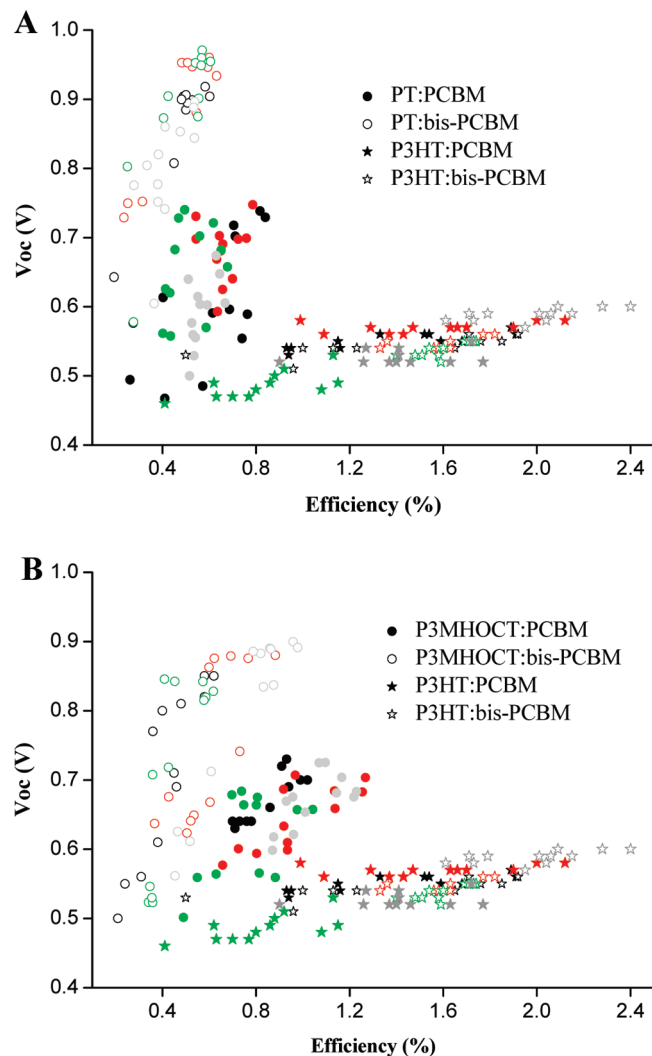 A
1.0
0.9
0.8
0.7
0.6
0.5
0.4
Voc (V)
PT:PCBM
PT:bis-PCBM
P3HT:PCBM
P3HT:bis-PCBM
0.4 0.8 1.2 1.6 2.0 2.4
Efficiency (%)
B
1.0
0.9
0.8
0.7
0.6
0.5
0.4
Voc (V)
P3MHOCT:PCBM
P3MHOCT:bis-PCBM
P3HT:PCBM
P3HT:bis-PCBM
0.4 0.8 1.2 1.6 2.0 2.4
Efficiency (%)